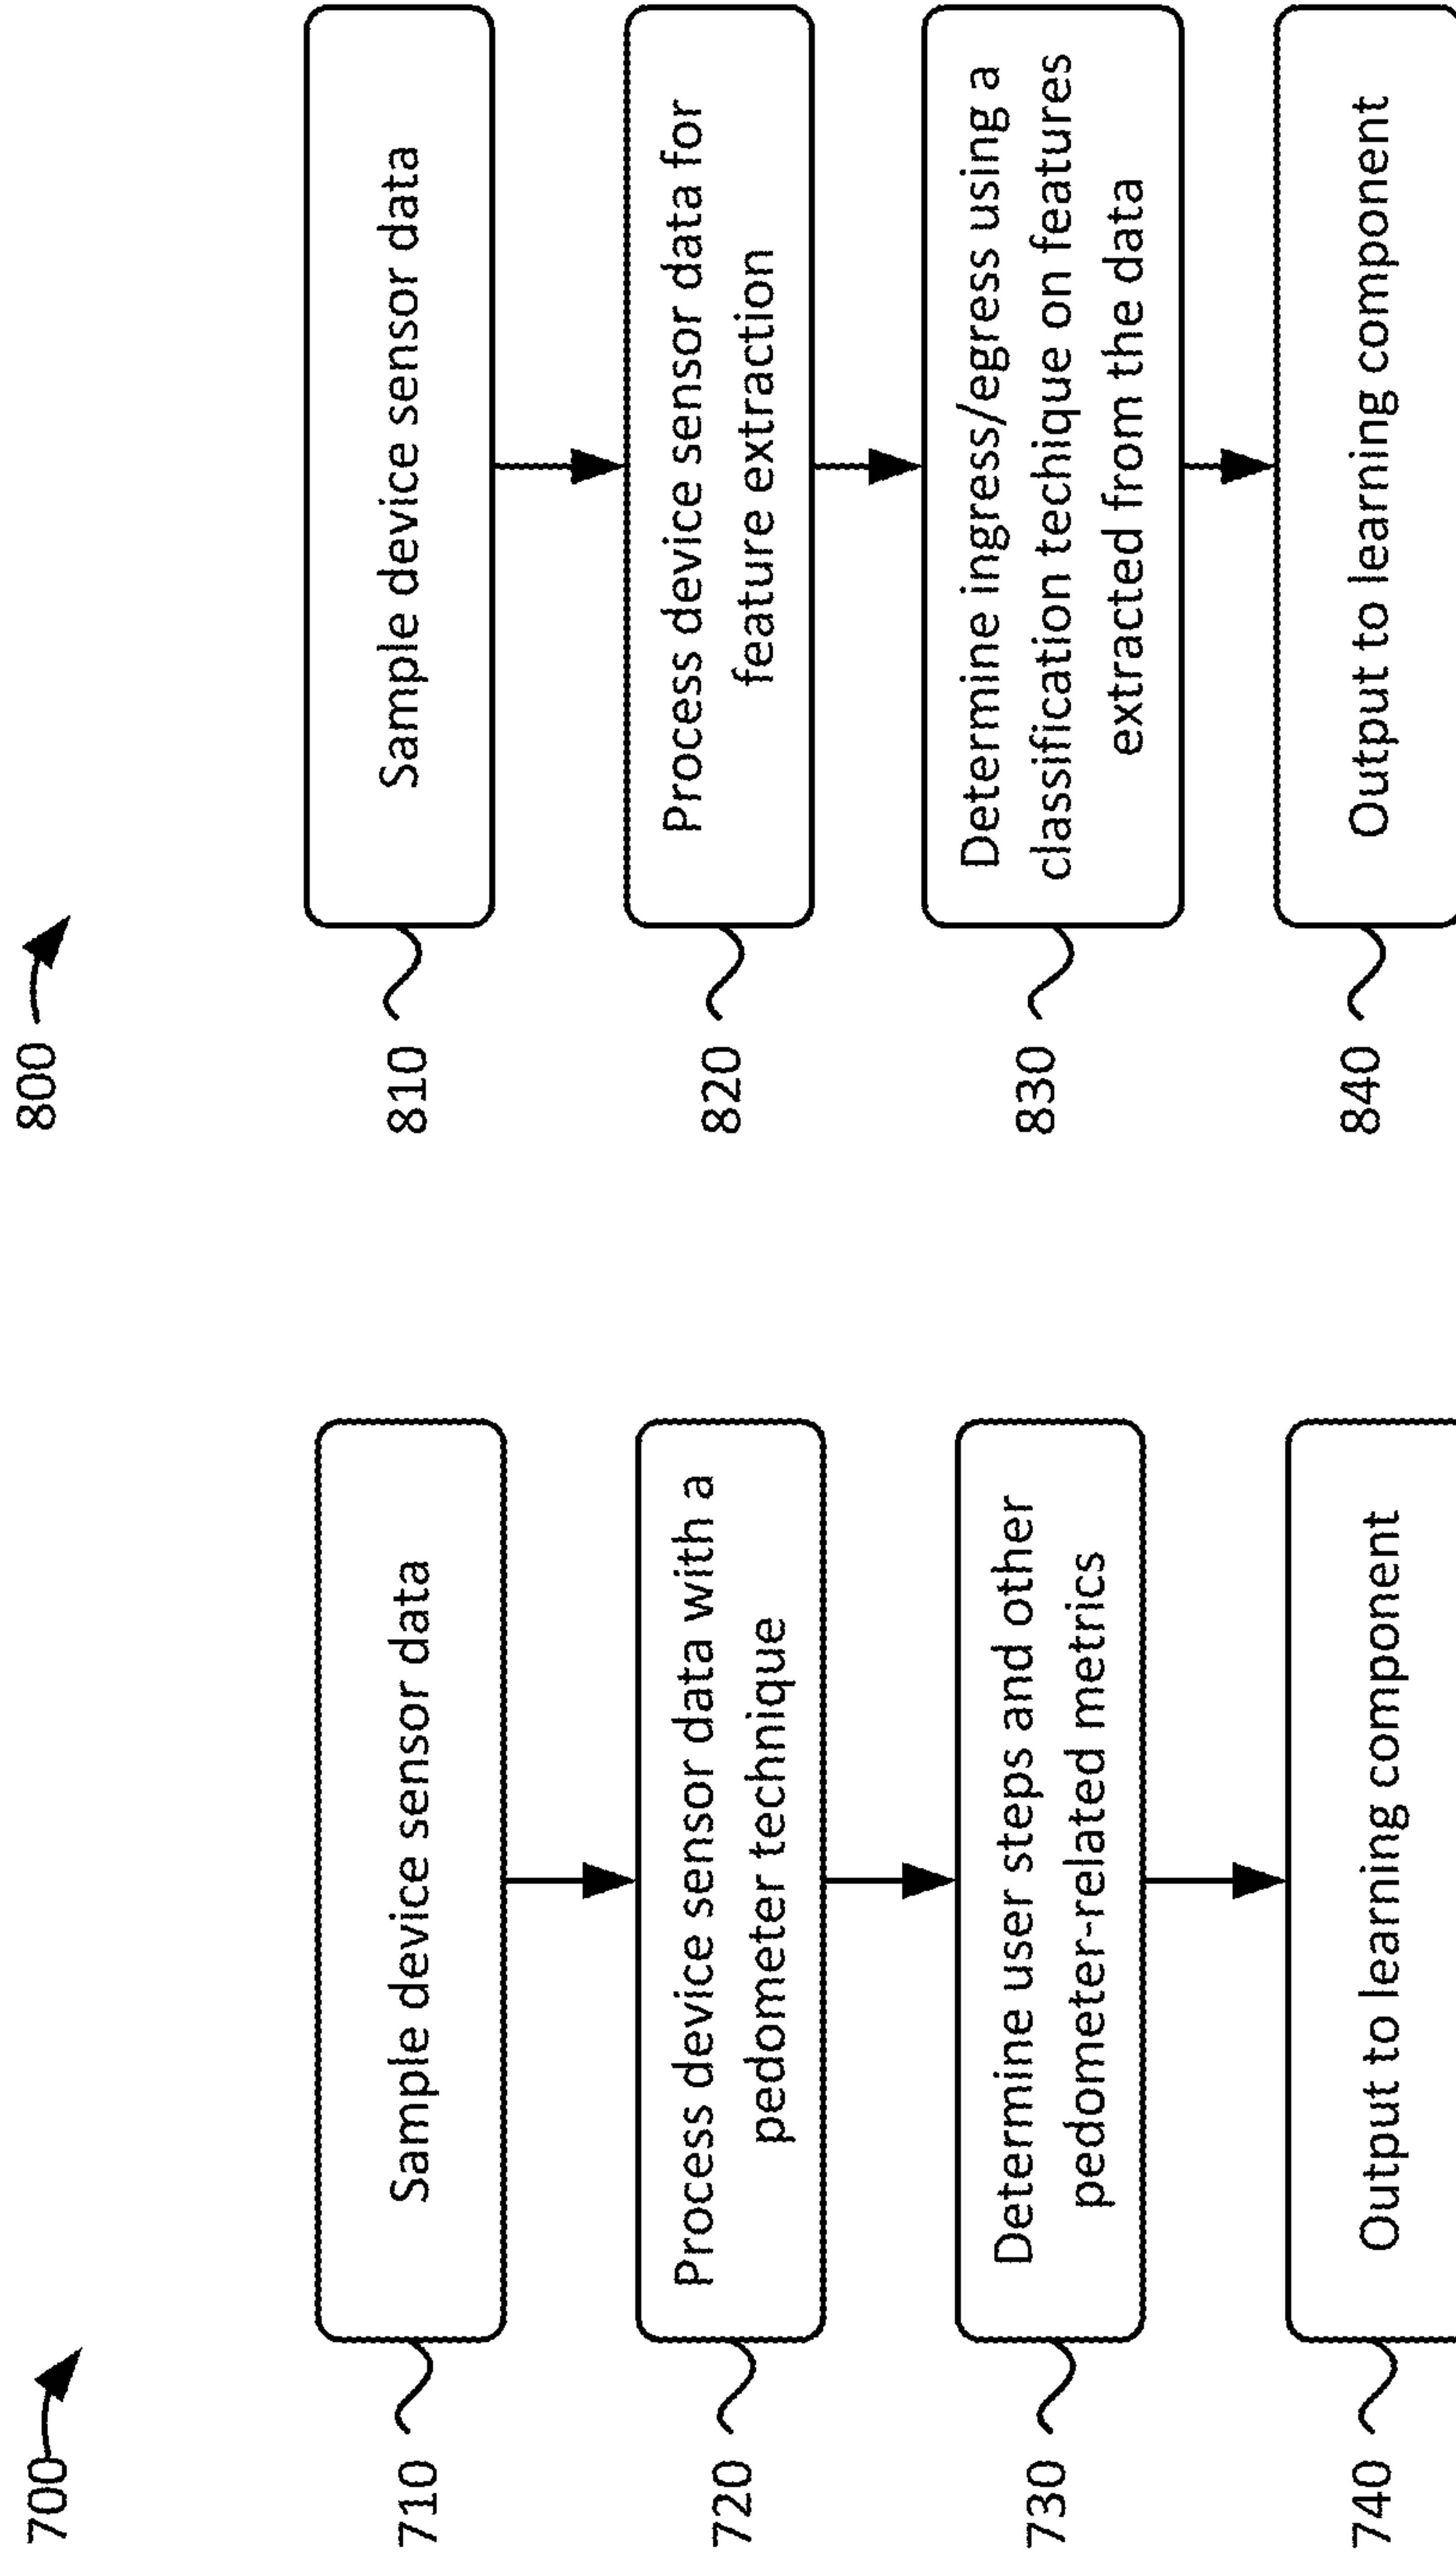 700
710
Sample device sensor data
720
Process device sensor data with a
pedometer technique
730
Determine user steps and other
pedometer-related metrics
740
Output to learning component
800
810
Sample device sensor data
820
Process device sensor data for
feature extraction
830
Determine ingress/egress using a
classification techique on features
extracted from the data
840
Output to learning component